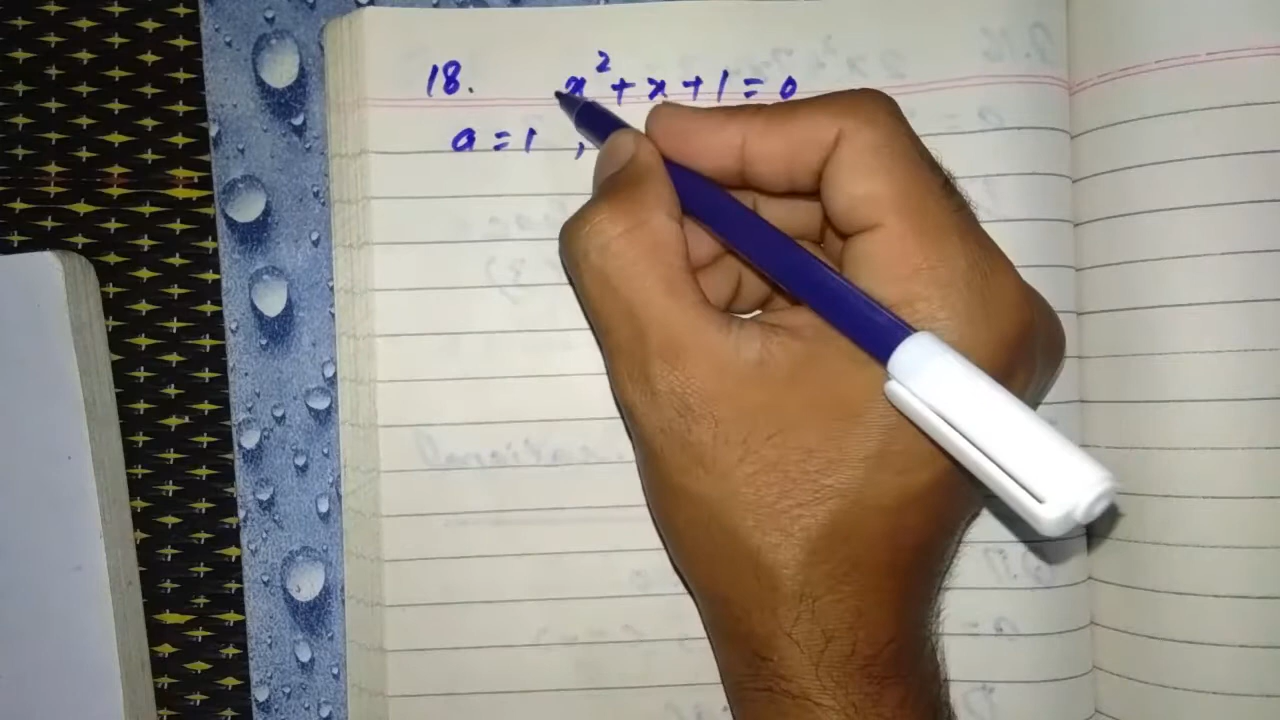 18. x² + x + 1 = 0
a = 1 ,